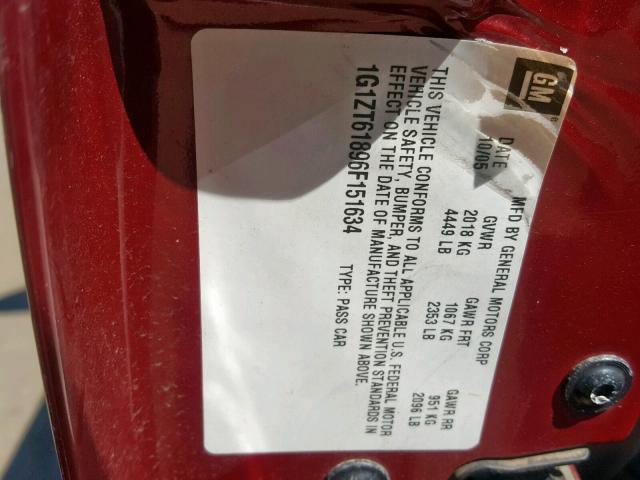 GM
MFD BY GENERAL MOTORS CORP
DATE GVWR GAWR FRT GAWR RR
10/05 2018 KG 1067 KG 951 KG
4449 LB 2353 LB 2096 LB
THIS VEHICLE CONFORMS TO ALL APPLICABLE U.S. FEDERAL MOTOR
VEHICLE SAFETY, BUMPER, AND THEFT PREVENTION STANDARDS IN
EFFECT ON THE DATE OF MANUFACTURE SHOWN ABOVE.
1G1ZT61896F151634 TYPE: PASS CAR